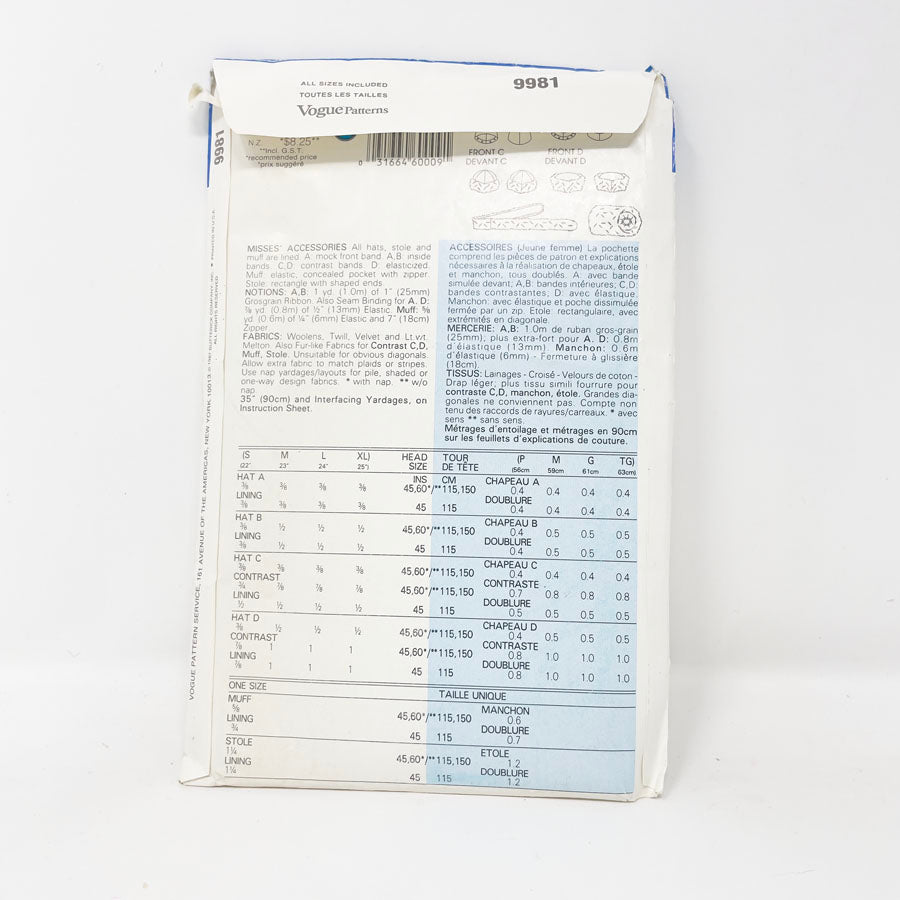 ALL SIZES INCLUDED
TOUTES LES TAILLES
Vogue Patterns
9981
9981
N.Z. *$8.25**
**Incl. G.S.T.
*recommended price
*prix suggéré
0 31664 60009
FRONT C
DEVANT C
FRONT D
DEVANT D
MISSES' ACCESSORIES All hats, stole and
muff are lined. A: mock front band. A,B: inside
bands. C,D: contrast bands. D: elasticized.
Muff: elastic, concealed pocket with zipper.
Stole: rectangle with shaped ends.
NOTIONS: A,B: 1 yd. (1.0m) of 1" (25mm)
Grosgrain Ribbon. Also Seam Binding for A. D:
⅞ yd. (0.8m) of ½" (13mm) Elastic. Muff: ⅝
yd. (0.6m) of ¼" (6mm) Elastic and 7" (18cm)
Zipper.
FABRICS: Woolens, Twill, Velvet and Lt.wt.
Melton. Also Fur-like Fabrics for Contrast C,D,
Muff, Stole. Unsuitable for obvious diagonals.
Allow extra fabric to match plaids or stripes.
Use nap yardages/layouts for pile, shaded or
one-way design fabrics. * with nap. ** w/o
nap.
35" (90cm) and Interfacing Yardages, on
Instruction Sheet.
ACCESSOIRES (Jeune femme) La pochette
comprend les pièces de patron et explications
nécessaires à la réalisation de chapeaux, étole
et manchon, tous doublés. A: avec bande
simulée devant; A,B: bandes intérieures; C,D:
bandes contrastantes; D: avec élastique.
Manchon: avec élastique et poche dissimulée
fermée par un zip. Etole: rectangulaire, avec
extrémités en diagonale.
MERCERIE: A,B: 1.0m de ruban gros-grain
(25mm); plus extra-fort pour A. D: 0.8m
d'élastique (13mm). Manchon: 0.6m
d'élastique (6mm) - Fermeture à glissière
(18cm).
TISSUS: Lainages - Croisé - Velours de coton -
Drap léger; plus tissu simili fourrure pour
contraste C,D, manchon, étole. Grandes dia-
gonales ne conviennent pas. Compte non
tenu des raccords de rayures/carreaux. * avec
sens ** sans sens.
Métrages d'entoilage et métrages en 90cm
sur les feuillets d'explications de couture.
(S M L XL) HEAD TOUR (P M G TG)
(22" 23" 24" 25") SIZE DE TÊTE (56cm 59cm 61cm 63cm)
INS CM
HAT A CHAPEAU A
⅜ ⅜ ⅜ ⅜ 45,60*/**115,150 0.4 0.4 0.4 0.4
LINING DOUBLURE
⅜ ⅜ ⅜ ⅜ 45 115 0.4 0.4 0.4 0.4
HAT B CHAPEAU B
⅜ ½ ½ ½ 45,60*/**115,150 0.4 0.5 0.5 0.5
LINING DOUBLURE
⅜ ½ ½ ½ 45 115 0.4 0.5 0.5 0.5
HAT C CHAPEAU C
⅜ ⅜ ⅜ ⅜ 45,60*/**115,150 0.4 0.4 0.4 0.4
CONTRAST CONTRASTE
¾ ⅞ ⅞ ⅞ 45,60*/**115,150 0.7 0.8 0.8 0.8
LINING DOUBLURE
½ ½ ½ ½ 45 115 0.5 0.5 0.5 0.5
HAT D CHAPEAU D
⅜ ½ ½ ½ 45,60*/**115,150 0.4 0.5 0.5 0.5
CONTRAST CONTRASTE
⅞ 1 1 1 45,60*/**115,150 0.8 1.0 1.0 1.0
LINING DOUBLURE
⅞ 1 1 1 45 115 0.8 1.0 1.0 1.0
ONE SIZE TAILLE UNIQUE
MUFF MANCHON
⅝ 45,60*/**115,150 0.6
LINING DOUBLURE
¾ 45 115 0.7
STOLE ETOLE
1¼ 45,60*/**115,150 1.2
LINING DOUBLURE
1¼ 45 115 1.2
VOGUE PATTERN SERVICE, 161 AVENUE OF THE AMERICAS, NEW YORK, NEW YORK 10013
ALL RIGHTS RESERVED